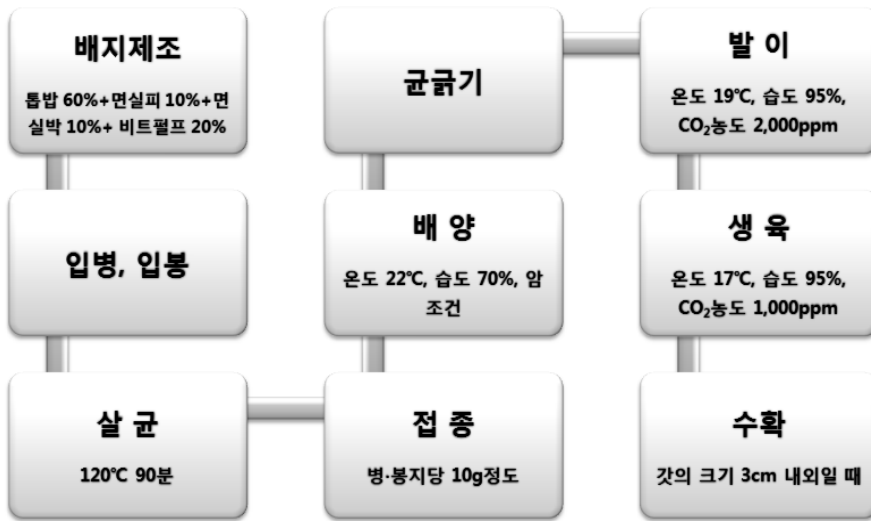 배지제조
톱밥 60%+면실피 10%+면
실박 10%+ 비트펄프 20%
입병, 입봉
살 균
120℃ 90분
접 종
병·봉지당 10g정도
배 양
온도 22℃, 습도 70%, 암
조건
균긁기
발 이
온도 19℃, 습도 95%,
CO₂농도 2,000ppm
생 육
온도 17℃, 습도 95%,
CO₂농도 1,000ppm
수확
갓의 크기 3cm 내외일 때